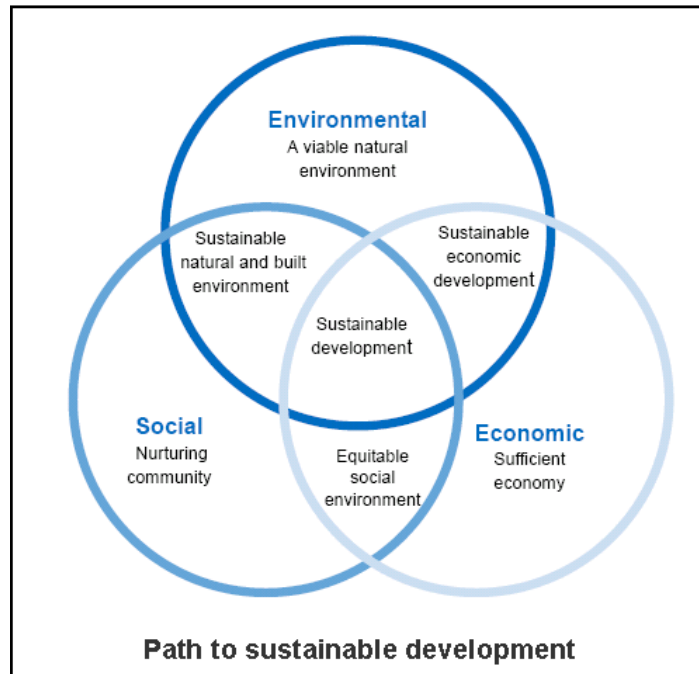 Environmental
A viable natural
environment
Sustainable
natural and built
environment
Sustainable
economic
development
Sustainable
development
Social
Nurturing
community
Equitable
social
environment
Economic
Sufficient
economy
Path to sustainable development